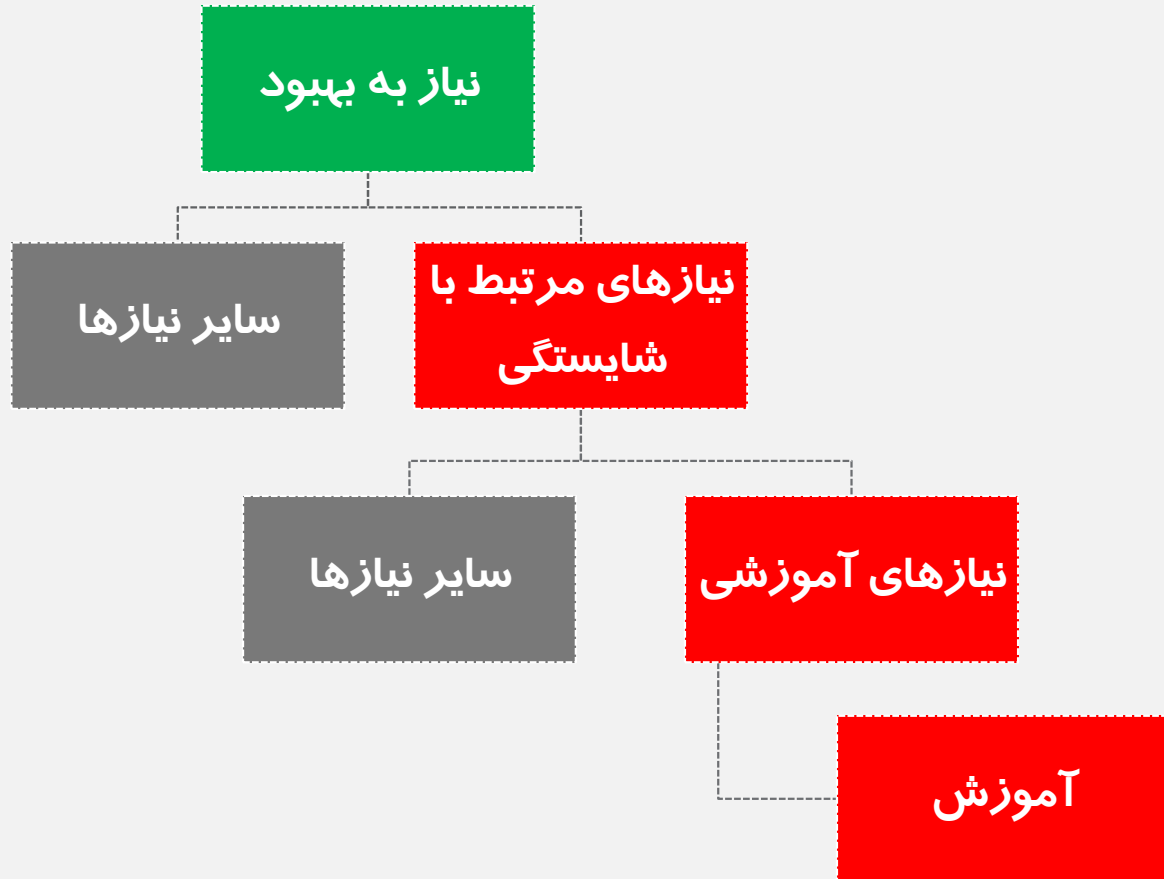 نیاز به بهبود
نیازهای مرتبط با
شایستگی
سایر نیازها
نیازهای آموزشی
سایر نیازها
آموزش